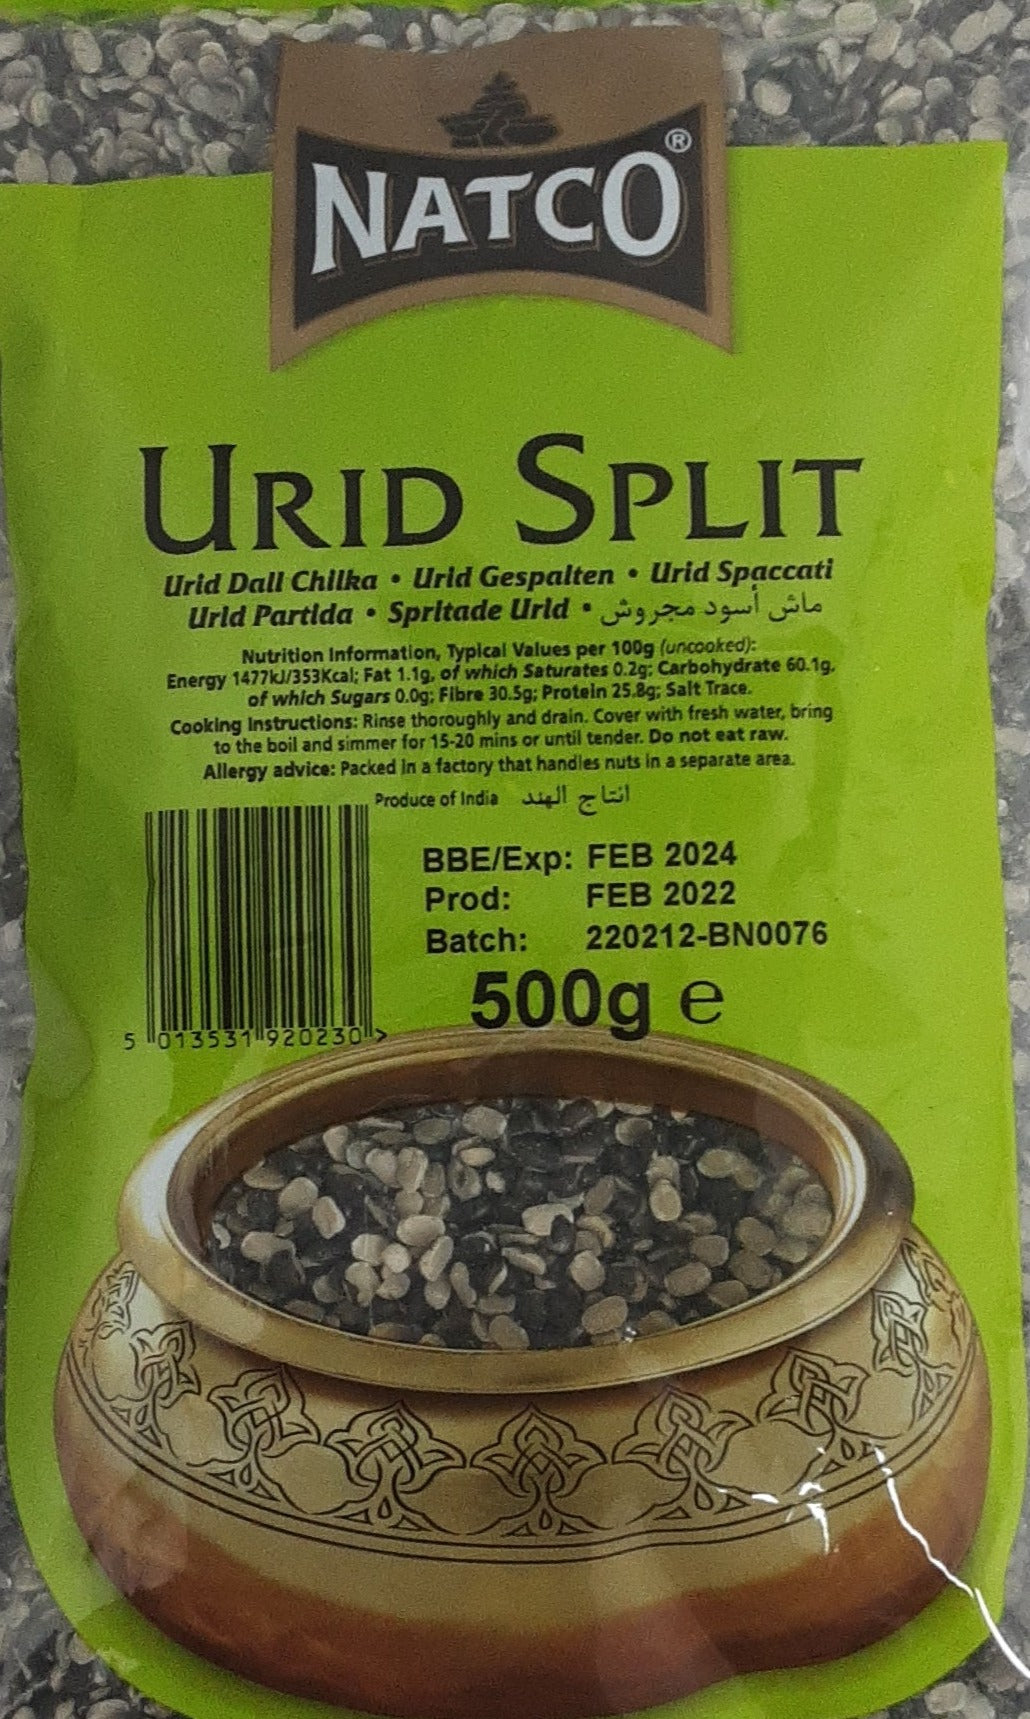 NATCO®
URID SPLIT
Urid Dall Chilka • Urid Gespalten • Urid Spaccati
Urid Partida • Spritade Urid • ماش أسود مجروش
Nutrition Information, Typical Values per 100g (uncooked):
Energy 1477kJ/353Kcal; Fat 1.1g, of which Saturates 0.2g; Carbohydrate 60.1g,
of which Sugars 0.0g; Fibre 30.5g; Protein 25.8g; Salt Trace.
Cooking Instructions: Rinse thoroughly and drain. Cover with fresh water, bring
to the boil and simmer for 15-20 mins or until tender. Do not eat raw.
Allergy advice: Packed in a factory that handles nuts in a separate area.
Produce of India انتاج الهند
BBE/Exp: FEB 2024
Prod: FEB 2022
Batch: 220212-BN0076
500g e
5 013531 920230 >